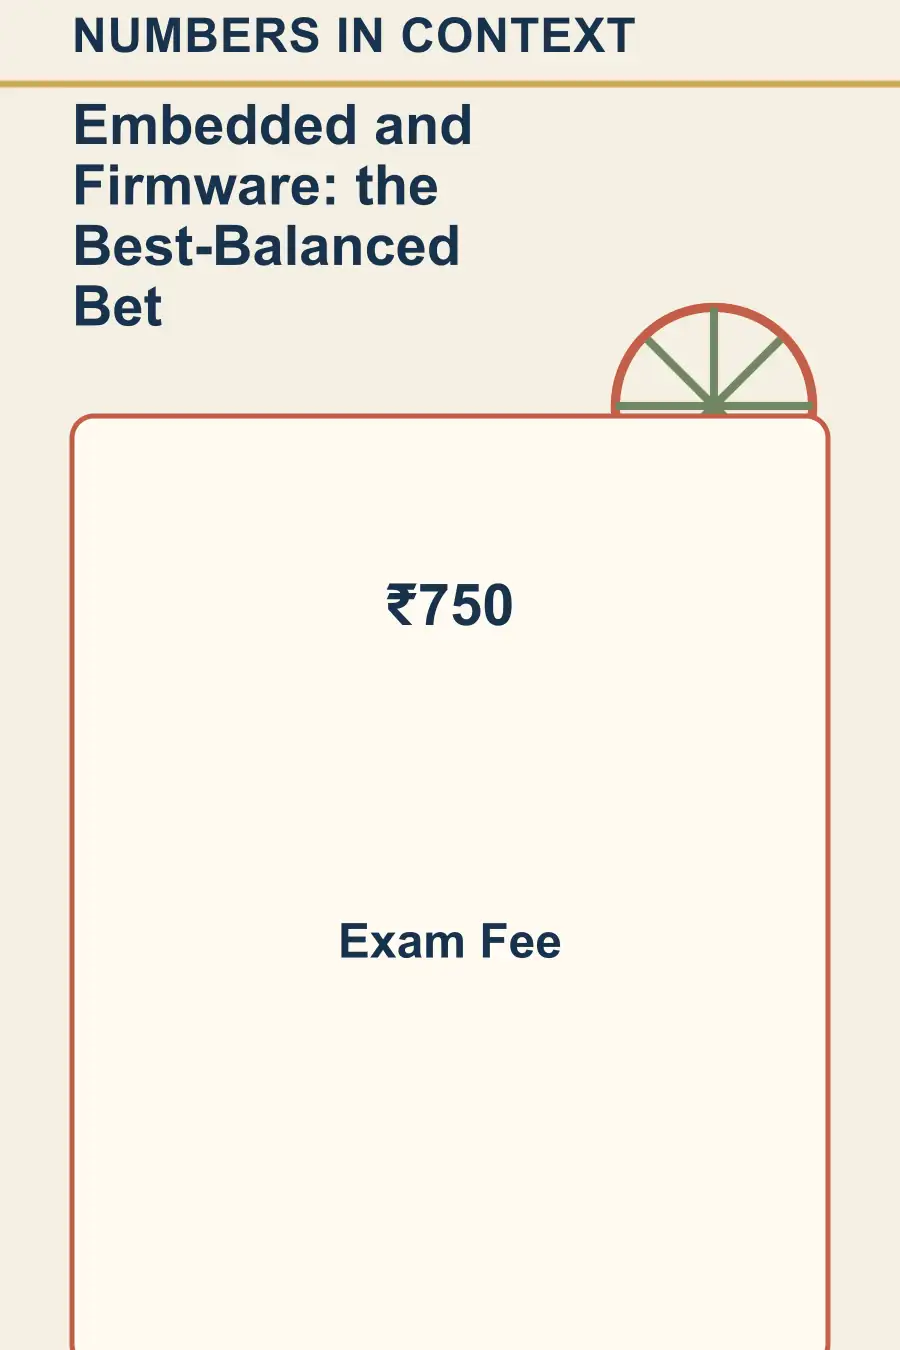 NUMBERS IN CONTEXT
Embedded and
Firmware: the
Best-Balanced
Bet
₹750
Exam Fee